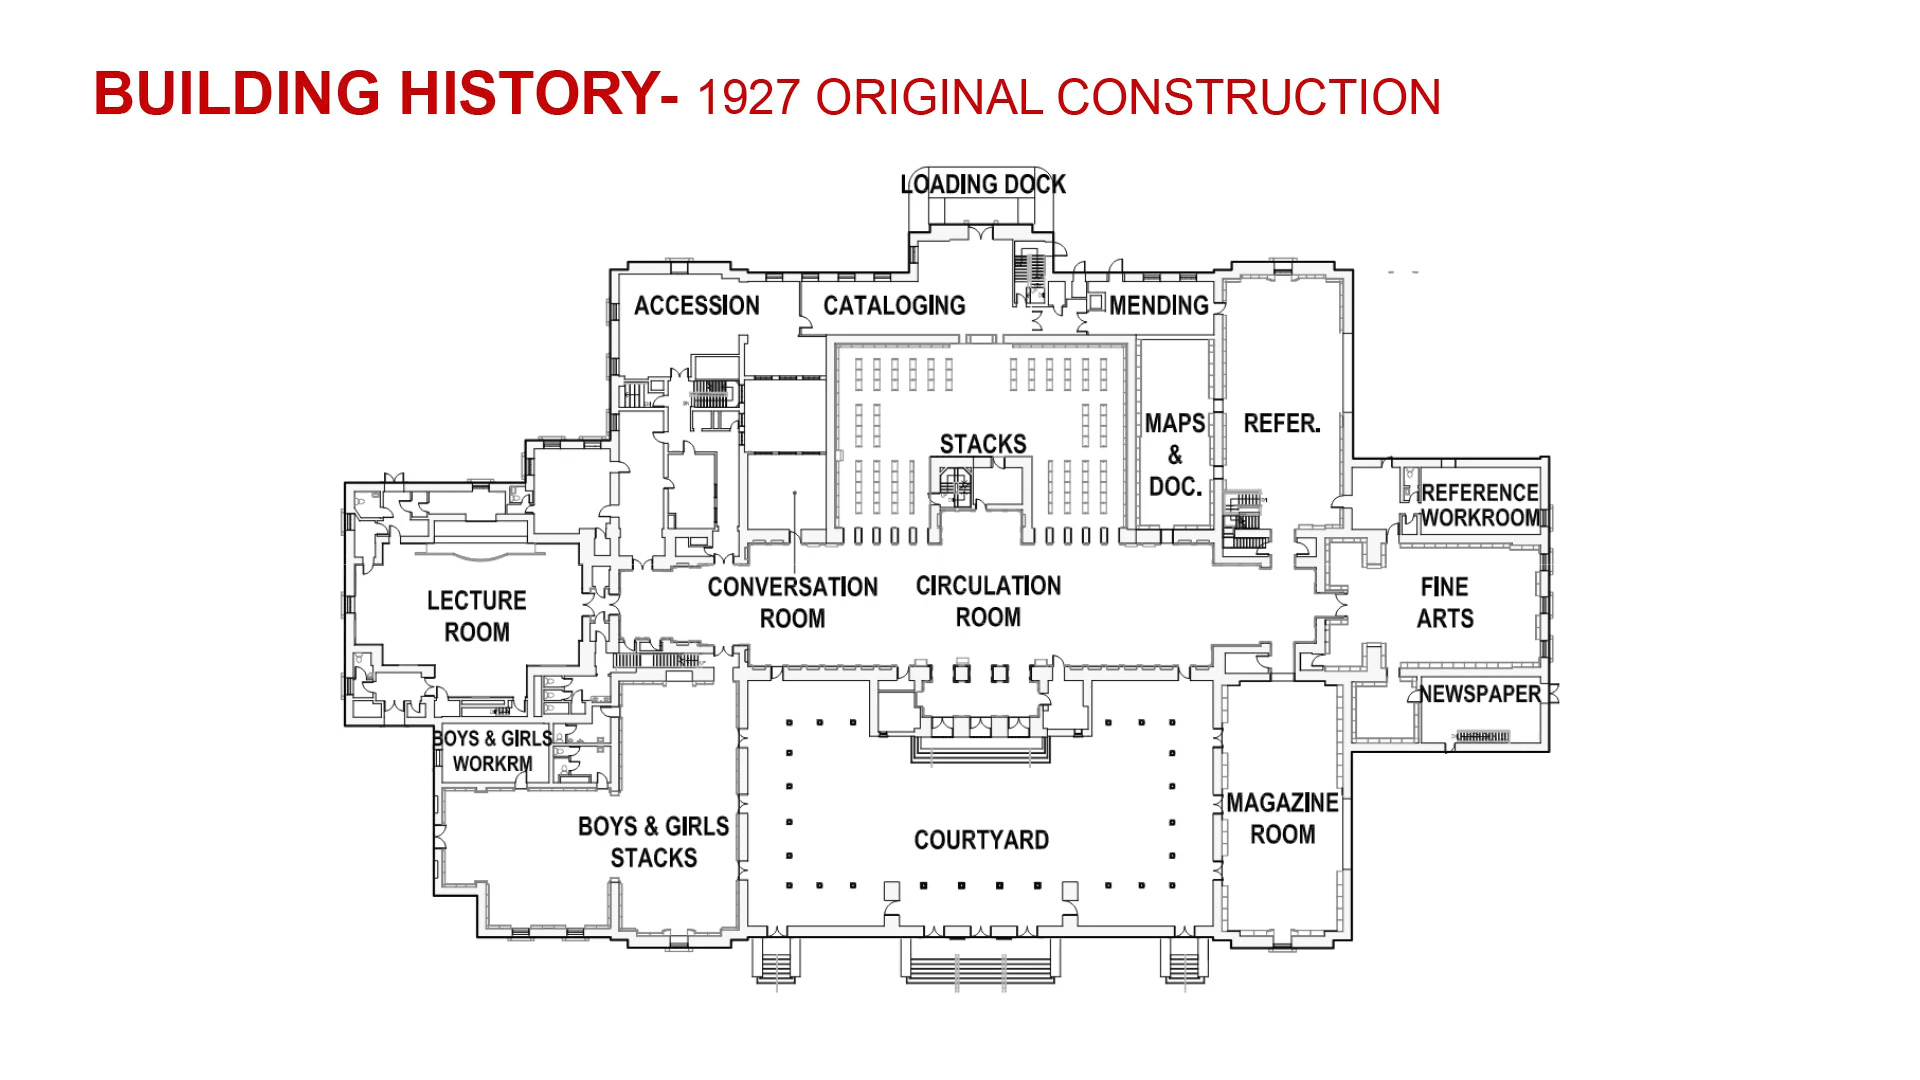 BUILDING HISTORY- 1927 ORIGINAL CONSTRUCTION
LOADING DOCK
ACCESSION
CATALOGING
MENDING
STACKS
MAPS
&
DOC.
REFER.
REFERENCE
WORKROOM
LECTURE
ROOM
CONVERSATION
ROOM
CIRCULATION
ROOM
FINE
ARTS
NEWSPAPER
BOYS & GIRLS
WORKRM
BOYS & GIRLS
STACKS
COURTYARD
MAGAZINE
ROOM